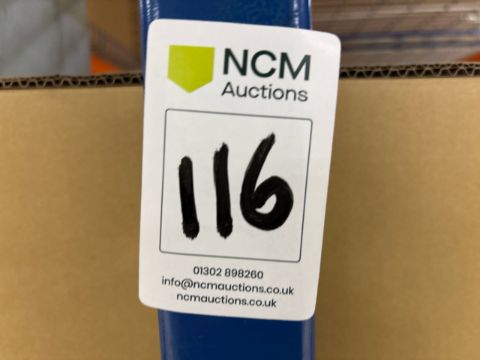 NCM
Auctions
116
01302 898260
info@ncmauctions.co.uk
ncmauctions.co.uk